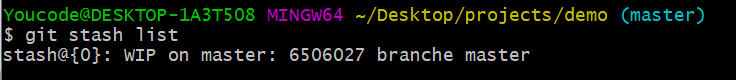 Youcode@DESKTOP-1A3T508 MINGW64 ~/Desktop/projects/demo (master)
$ git stash list
stash@{0}: WIP on master: 6506027 branche master